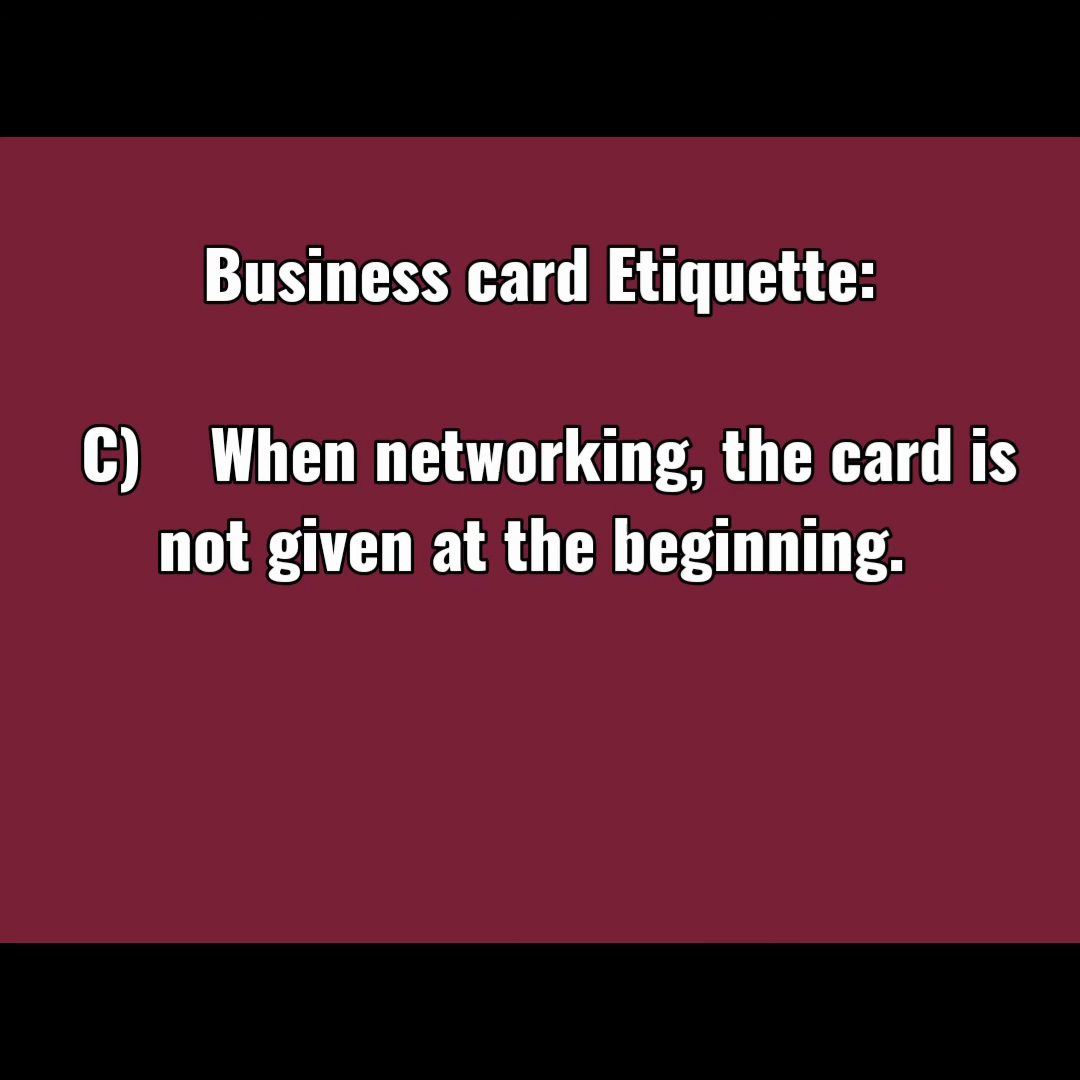 Business card Etiquette:
C) When networking, the card is
not given at the beginning.